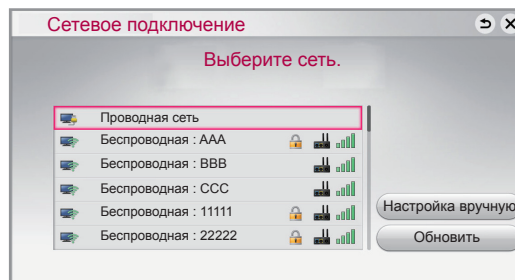 Сетевое подключение
Выберите сеть.
Проводная сеть
Беспроводная : AAA
Беспроводная : BBB
Беспроводная : CCC
Беспроводная : 11111
Беспроводная : 22222
Настройка вручную
Обновить